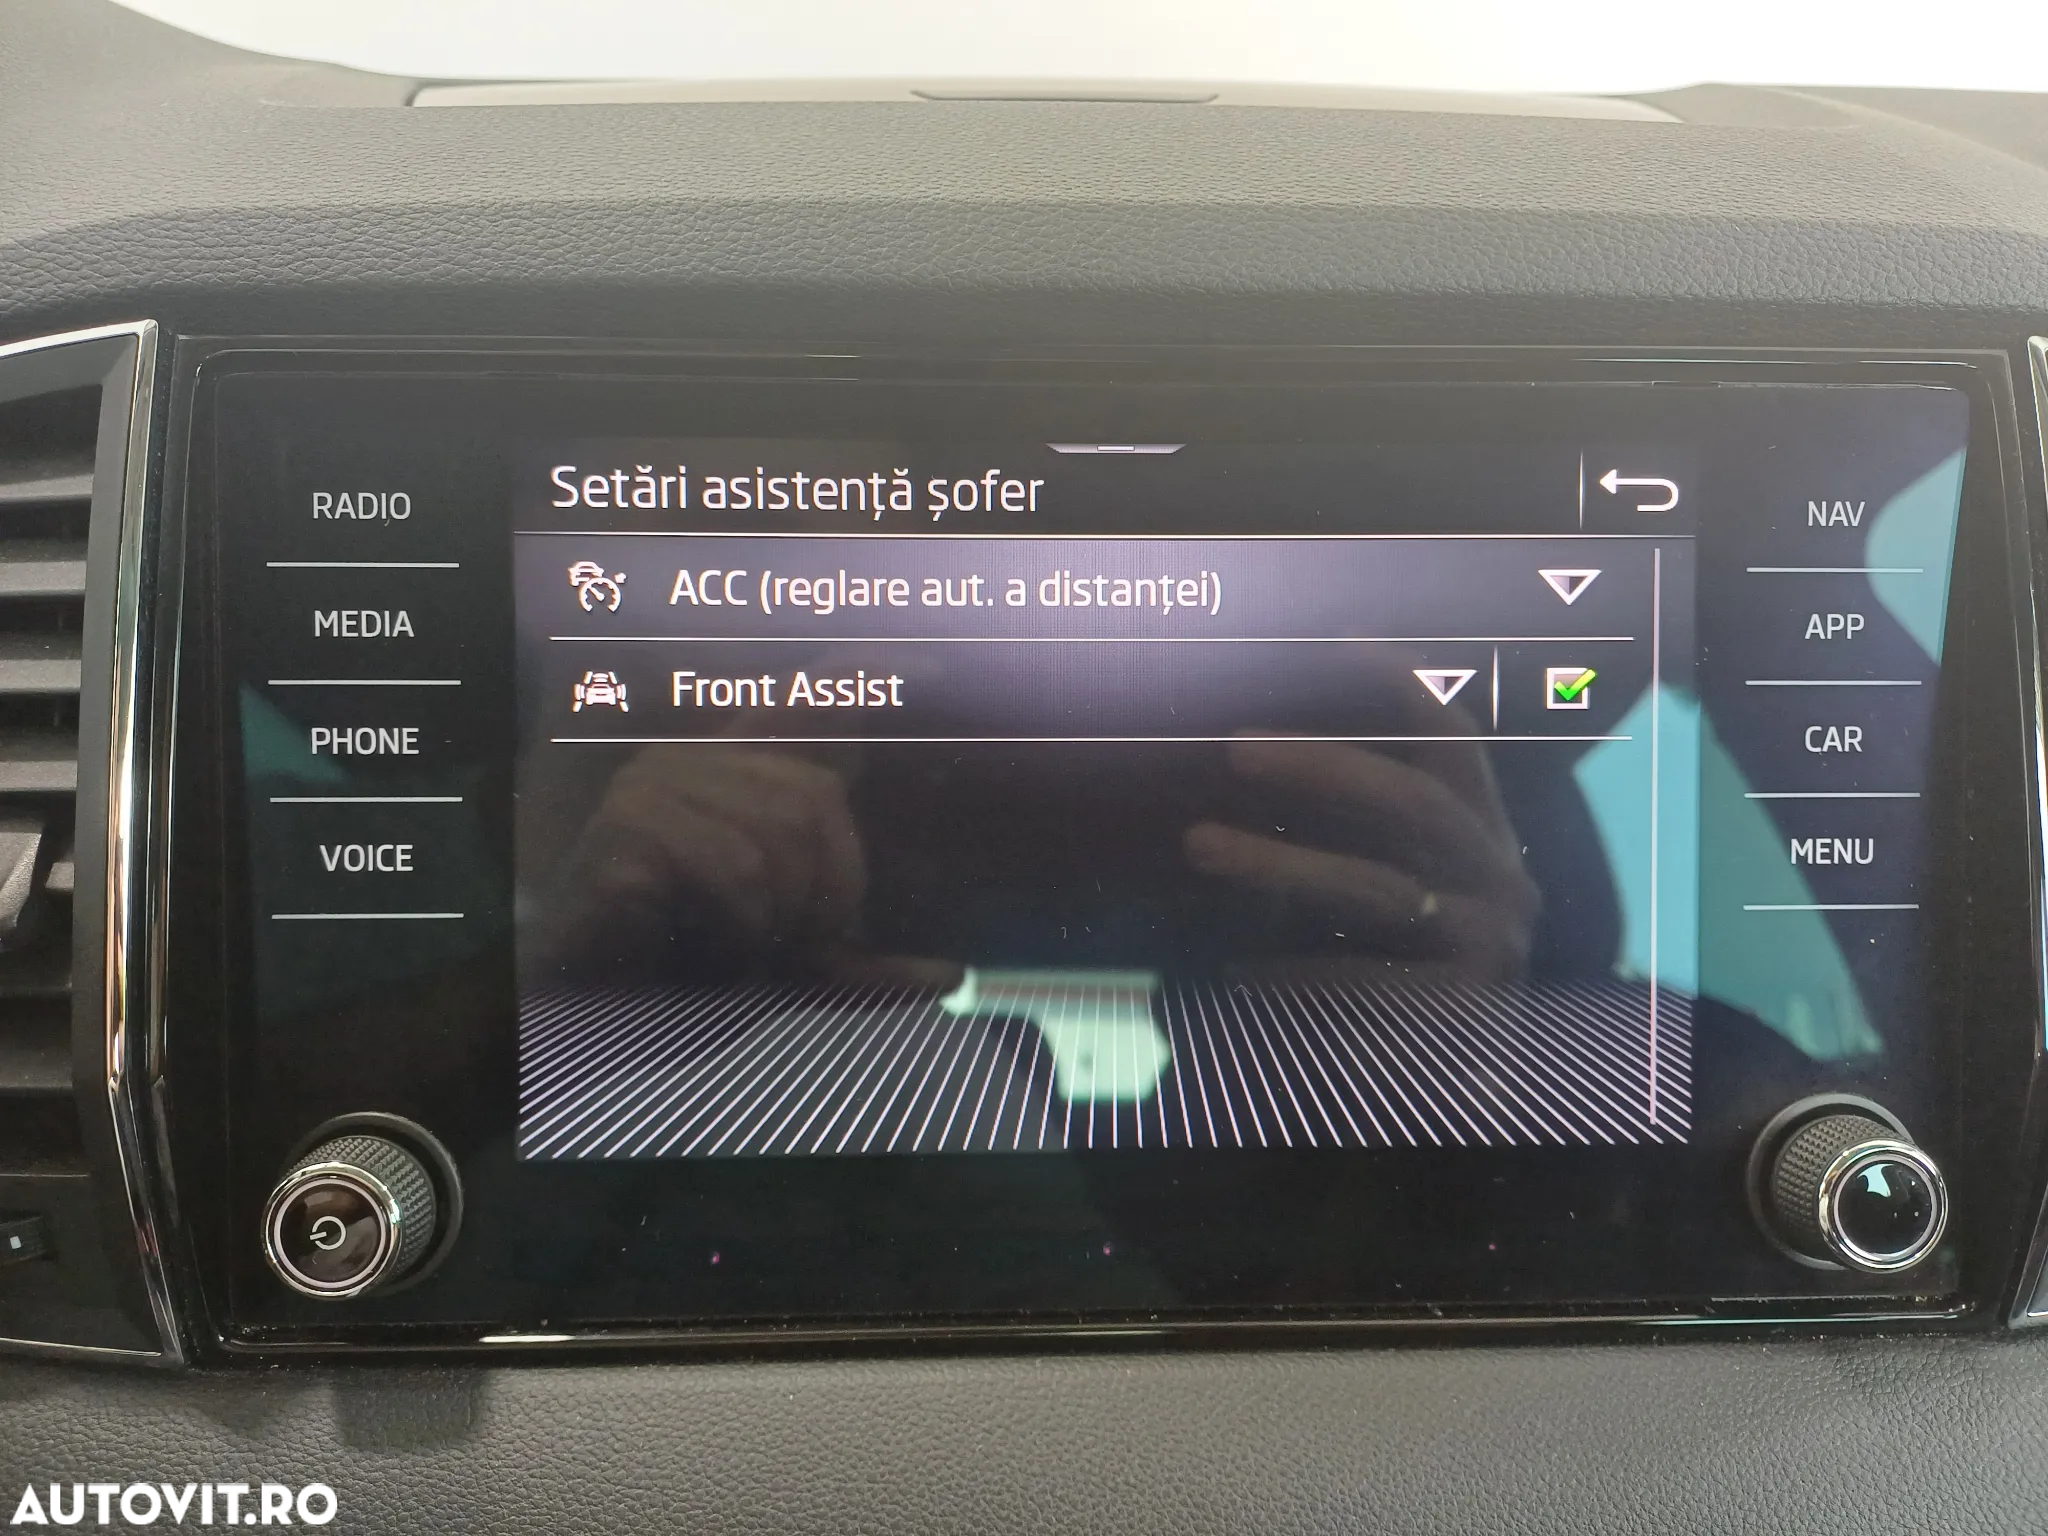 Setări asistență șofer
RADIO
MEDIA
PHONE
VOICE
ACC (reglare aut. a distanței)
Front Assist
NAV
APP
CAR
MENU
AUTOVIT.RO